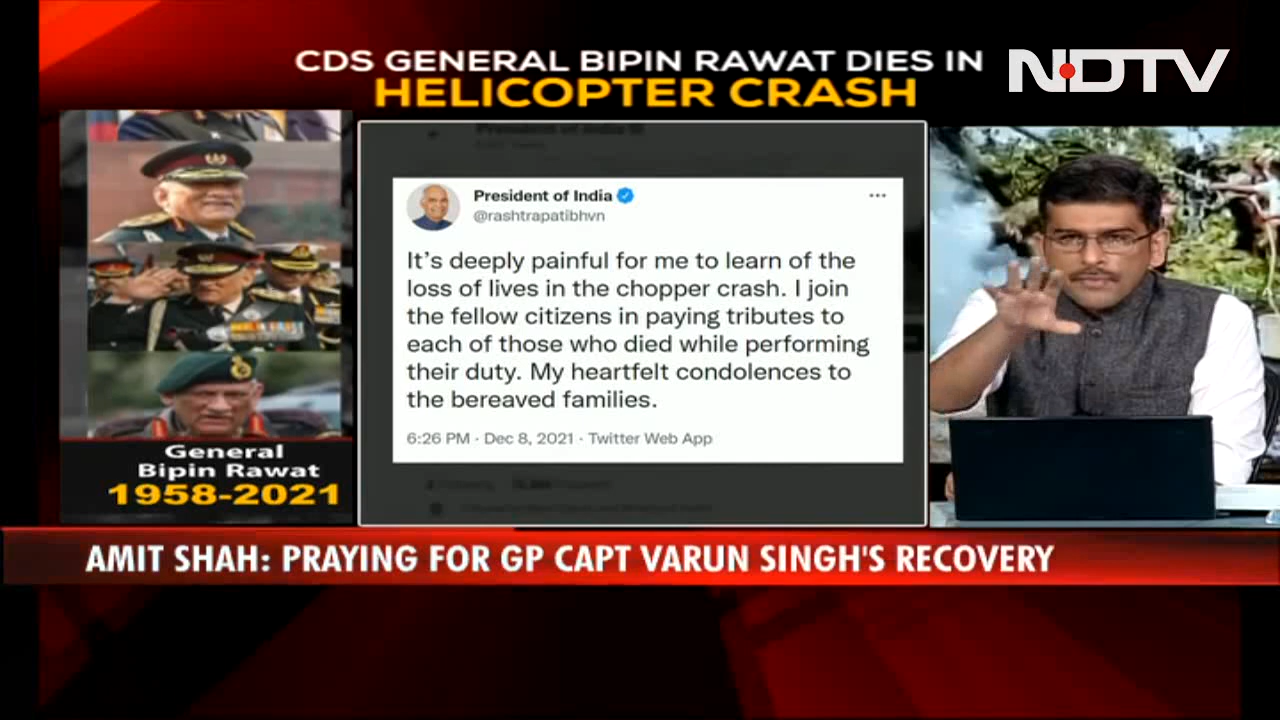 CDS GENERAL BIPIN RAWAT DIES IN
HELICOPTER CRASH
NDTV
President of India
@rashtrapatibhvn
It's deeply painful for me to learn of the
loss of lives in the chopper crash. I join
the fellow citizens in paying tributes to
each of those who died while performing
their duty. My heartfelt condolences to
the bereaved families.
6:26 PM · Dec 8, 2021 · Twitter Web App
General
Bipin Rawat
1958-2021
AMIT SHAH: PRAYING FOR GP CAPT VARUN SINGH'S RECOVERY